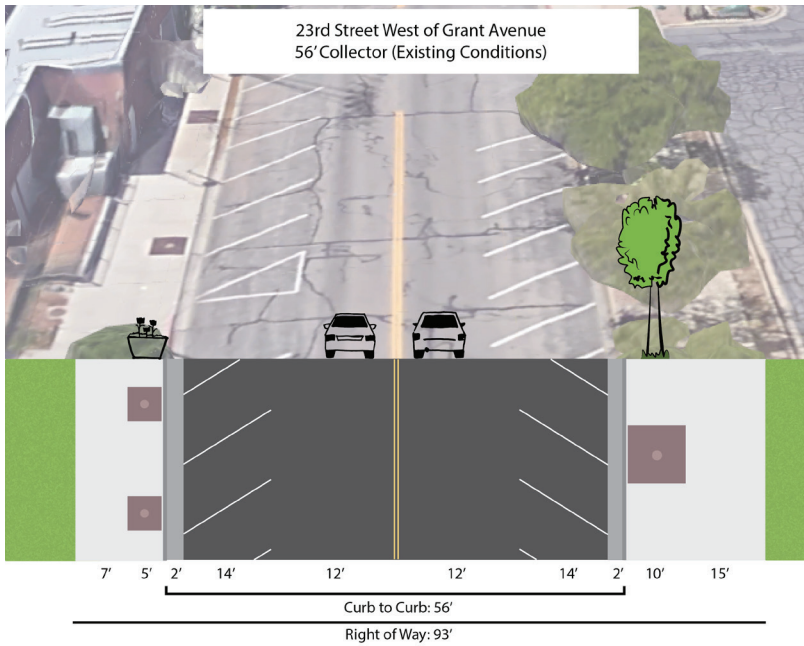 23rd Street West of Grant Avenue
56' Collector (Existing Conditions)
7' 5' 2' 14' 12' 12' 14' 2' 10' 15'
Curb to Curb: 56'
Right of Way: 93'